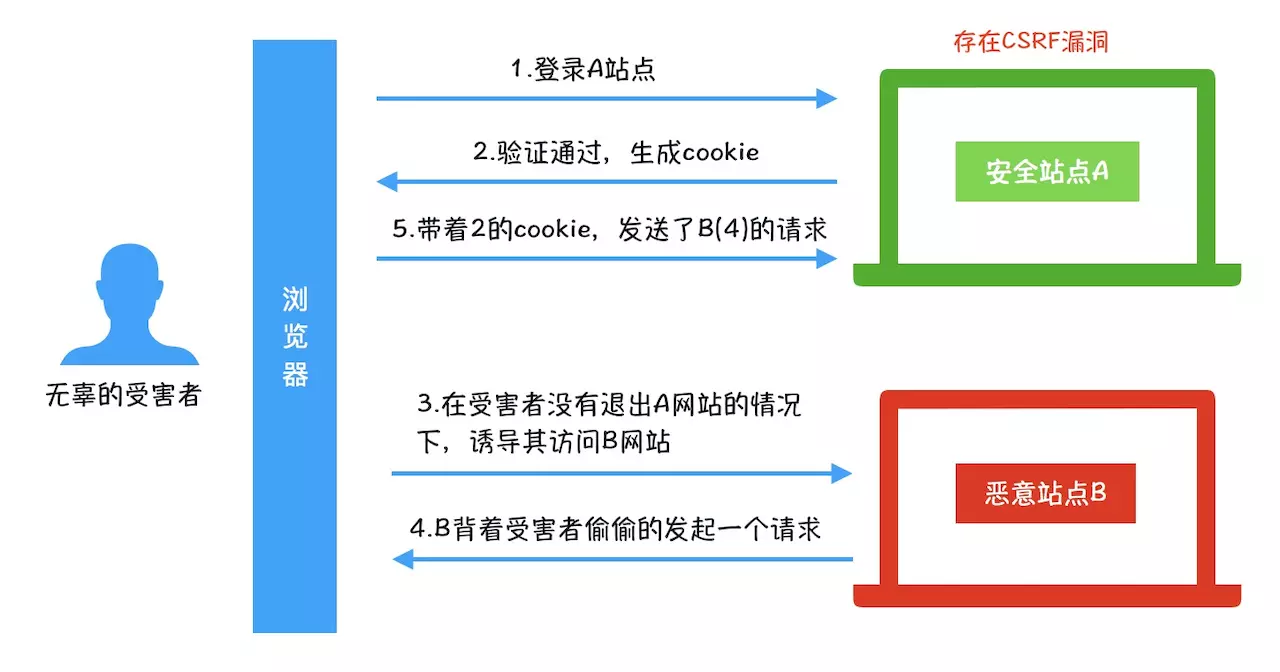 存在CSRF漏洞
1.登录A站点
2.验证通过，生成cookie
安全站点A
5.带着2的cookie，发送了B(4)的请求
浏
览
器
无辜的受害者
3.在受害者没有退出A网站的情况
下，诱导其访问B网站
恶意站点B
4.B背着受害者偷偷的发起一个请求